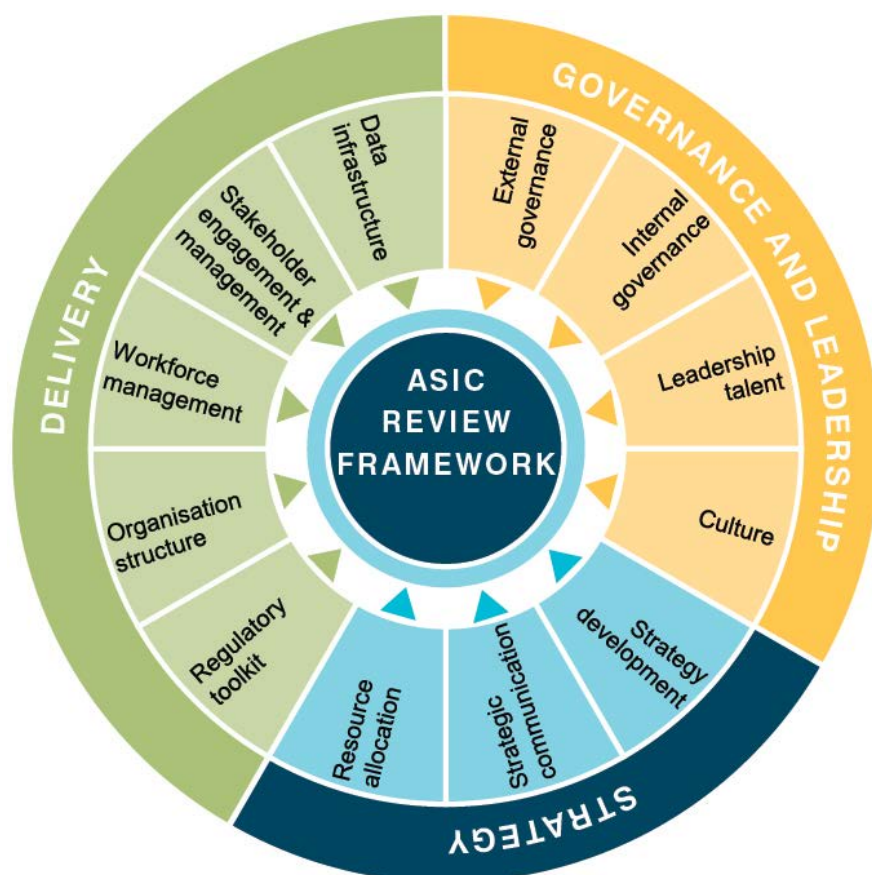 ASIC
REVIEW
FRAMEWORK
GOVERNANCE AND LEADERSHIP
External
governance
Internal
governance
Leadership
talent
Culture
STRATEGY
Strategy
development
Strategic
communication
Resource
allocation
DELIVERY
Regulatory
toolkit
Organisation
structure
Workforce
management
Stakeholder
engagement &
management
Data
infrastructure